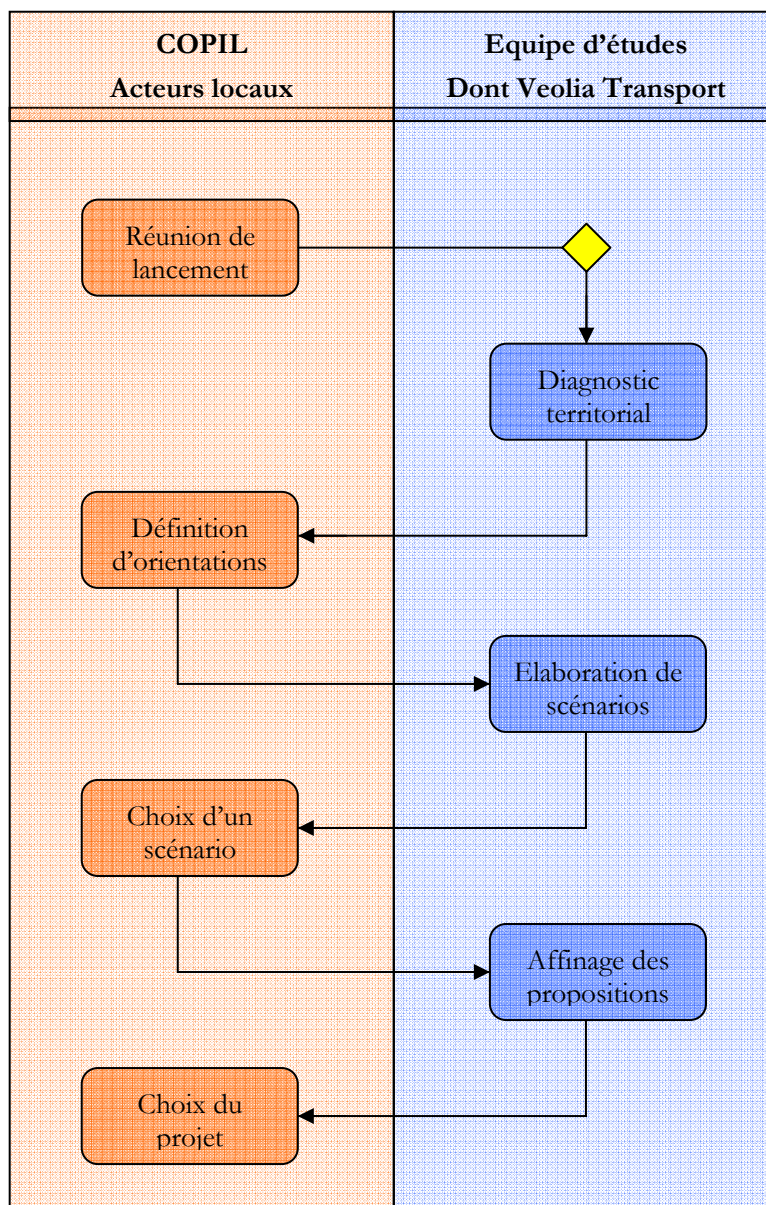 COPIL
Acteurs locaux
Equipe d'études
Dont Veolia Transport
Réunion de
lancement
Diagnostic
territorial
Définition
d'orientations
Elaboration de
scénarios
Choix d'un
scénario
Affinage des
propositions
Choix du
projet